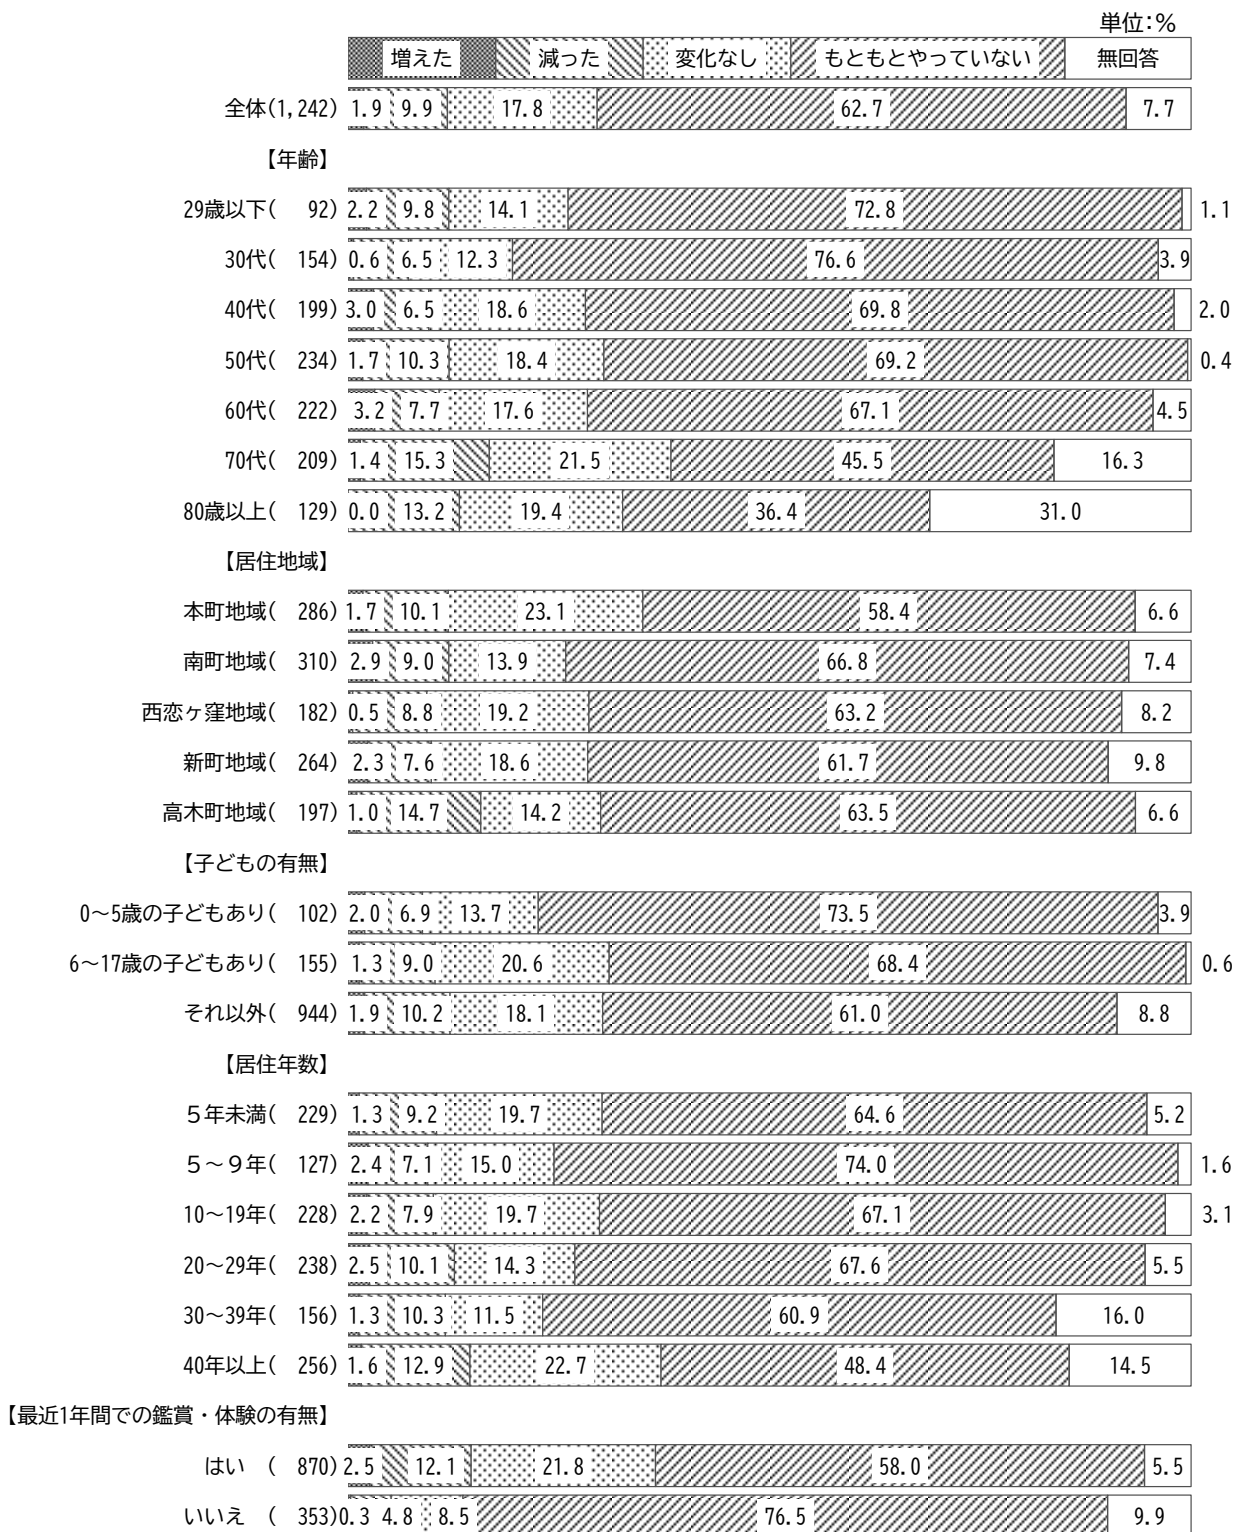 単位:%
増えた 減った 変化なし もともとやっていない 無回答
全体(1,242) 1.9 9.9 17.8 62.7 7.7
【年齢】
29歳以下( 92) 2.2 9.8 14.1 72.8 1.1
30代( 154) 0.6 6.5 12.3 76.6 3.9
40代( 199) 3.0 6.5 18.6 69.8 2.0
50代( 234) 1.7 10.3 18.4 69.2 0.4
60代( 222) 3.2 7.7 17.6 67.1 4.5
70代( 209) 1.4 15.3 21.5 45.5 16.3
80歳以上( 129) 0.0 13.2 19.4 36.4 31.0
【居住地域】
本町地域( 286) 1.7 10.1 23.1 58.4 6.6
南町地域( 310) 2.9 9.0 13.9 66.8 7.4
西恋ヶ窪地域( 182) 0.5 8.8 19.2 63.2 8.2
新町地域( 264) 2.3 7.6 18.6 61.7 9.8
高木町地域( 197) 1.0 14.7 14.2 63.5 6.6
【子どもの有無】
0～5歳の子どもあり( 102) 2.0 6.9 13.7 73.5 3.9
6～17歳の子どもあり( 155) 1.3 9.0 20.6 68.4 0.6
それ以外( 944) 1.9 10.2 18.1 61.0 8.8
【居住年数】
５年未満( 229) 1.3 9.2 19.7 64.6 5.2
５～９年( 127) 2.4 7.1 15.0 74.0 1.6
10～19年( 228) 2.2 7.9 19.7 67.1 3.1
20～29年( 238) 2.5 10.1 14.3 67.6 5.5
30～39年( 156) 1.3 10.3 11.5 60.9 16.0
40年以上( 256) 1.6 12.9 22.7 48.4 14.5
【最近1年間での鑑賞・体験の有無】
はい ( 870) 2.5 12.1 21.8 58.0 5.5
いいえ ( 353) 0.3 4.8 8.5 76.5 9.9